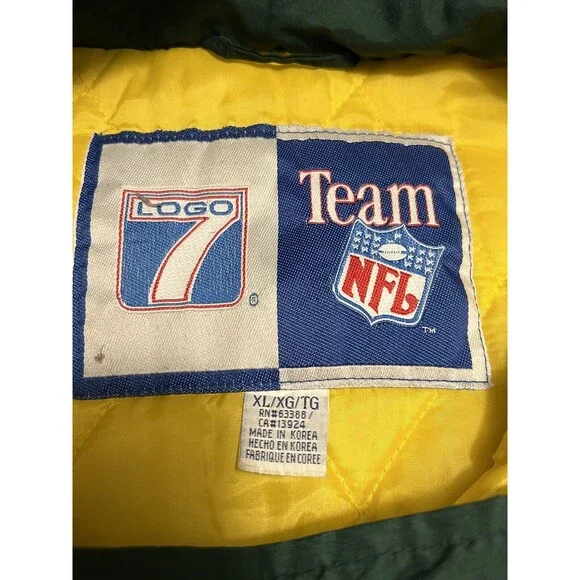 LOGO
7
®
Team
NFL
™
XL/XG/TG
RN#63388/
CA#13924
MADE IN KOREA
HECHO EN KOREA
FABRIQUE EN COREE